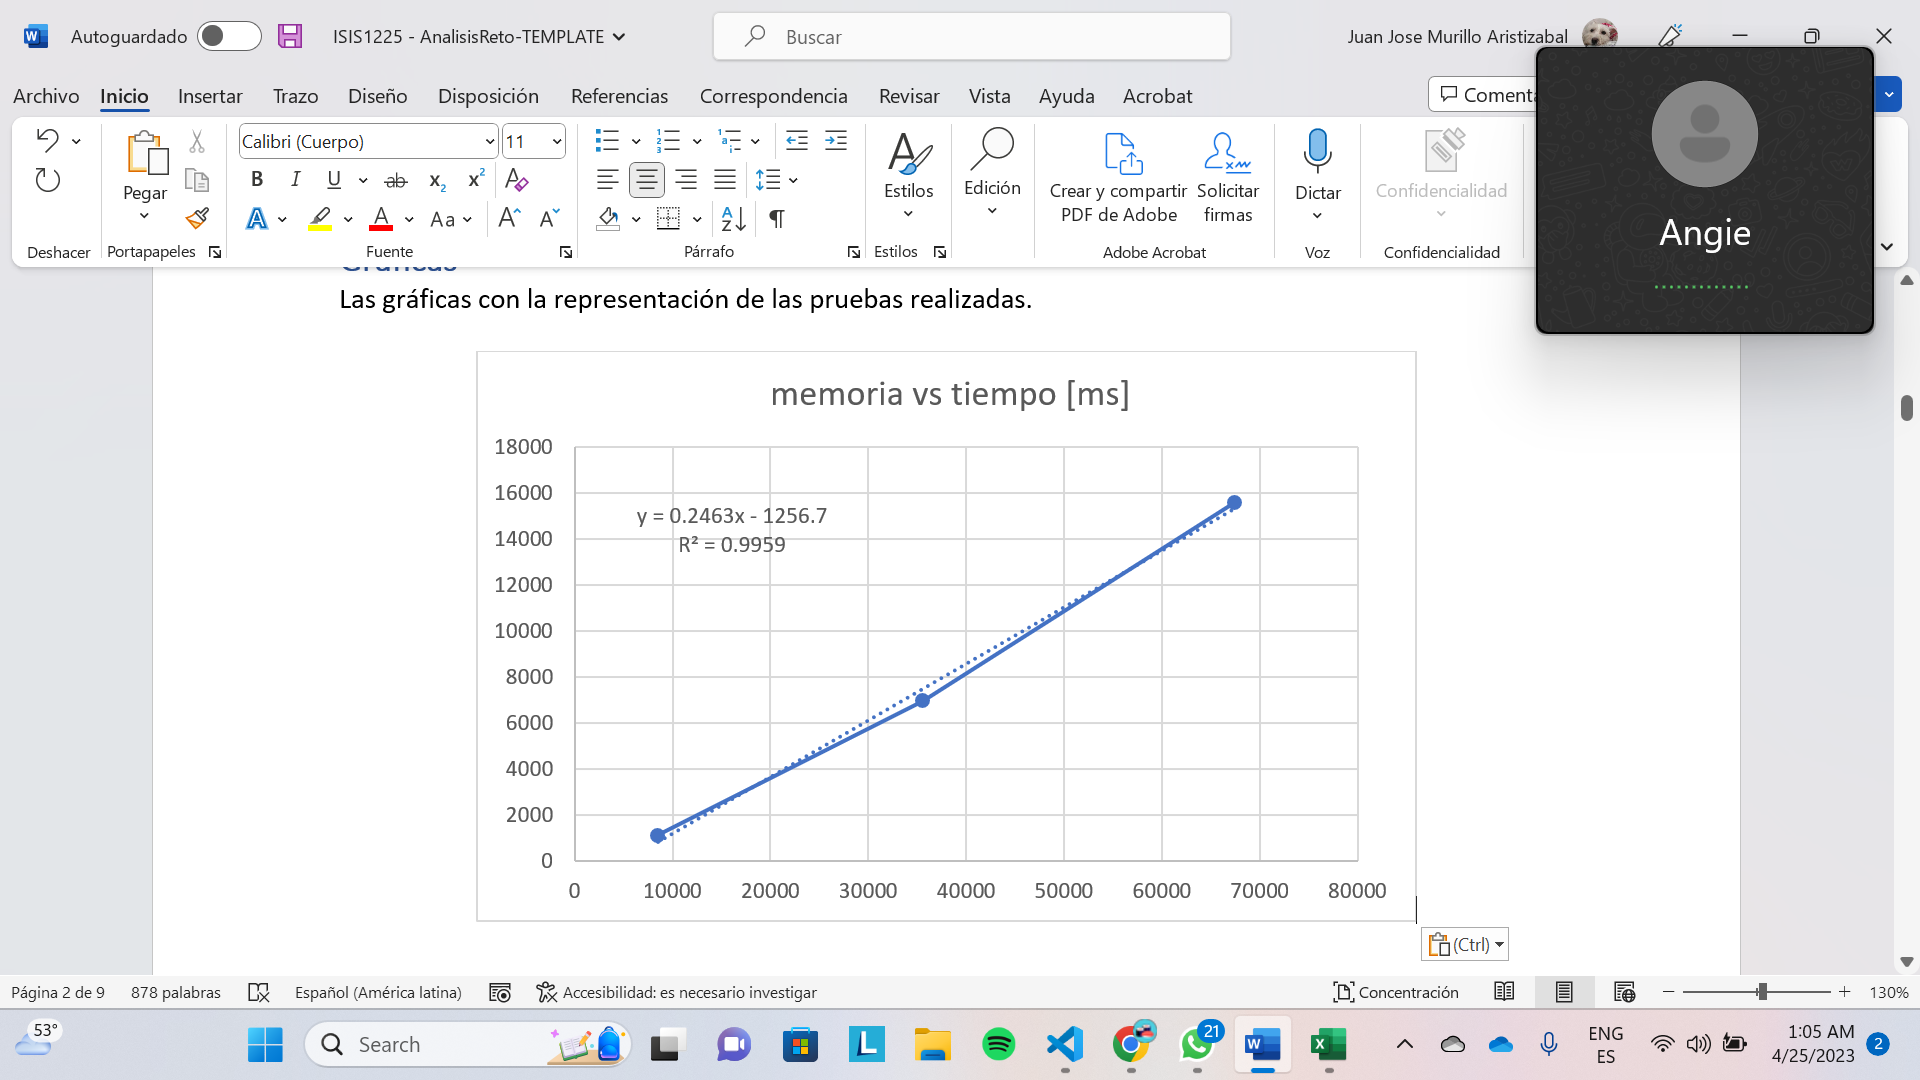 Autoguardado
ISIS1225 - AnalisisReto-TEMPLATE
Buscar
Juan Jose Murillo Aristizabal
Archivo Inicio Insertar Trazo Diseño Disposición Referencias Correspondencia Revisar Vista Ayuda Acrobat
Pegar
Calibri (Cuerpo)
11
Estilos
Edición
Crear y compartir
PDF de Adobe
Solicitar
firmas
Dictar
Confidencialidad
Deshacer
Portapapeles
Fuente
Párrafo
Estilos
Adobe Acrobat
Voz
Confidencialidad
Angie
Las gráficas con la representación de las pruebas realizadas.
memoria vs tiempo [ms]
18000
16000
y = 0.2463x - 1256.7
R² = 0.9959
14000
12000
10000
8000
6000
4000
2000
0
0 10000 20000 30000 40000 50000 60000 70000 80000
(Ctrl)
Página 2 de 9
878 palabras
Español (América latina)
Accesibilidad: es necesario investigar
Concentración
130%
53°
Search
21
ENG
ES
1:05 AM
4/25/2023
2